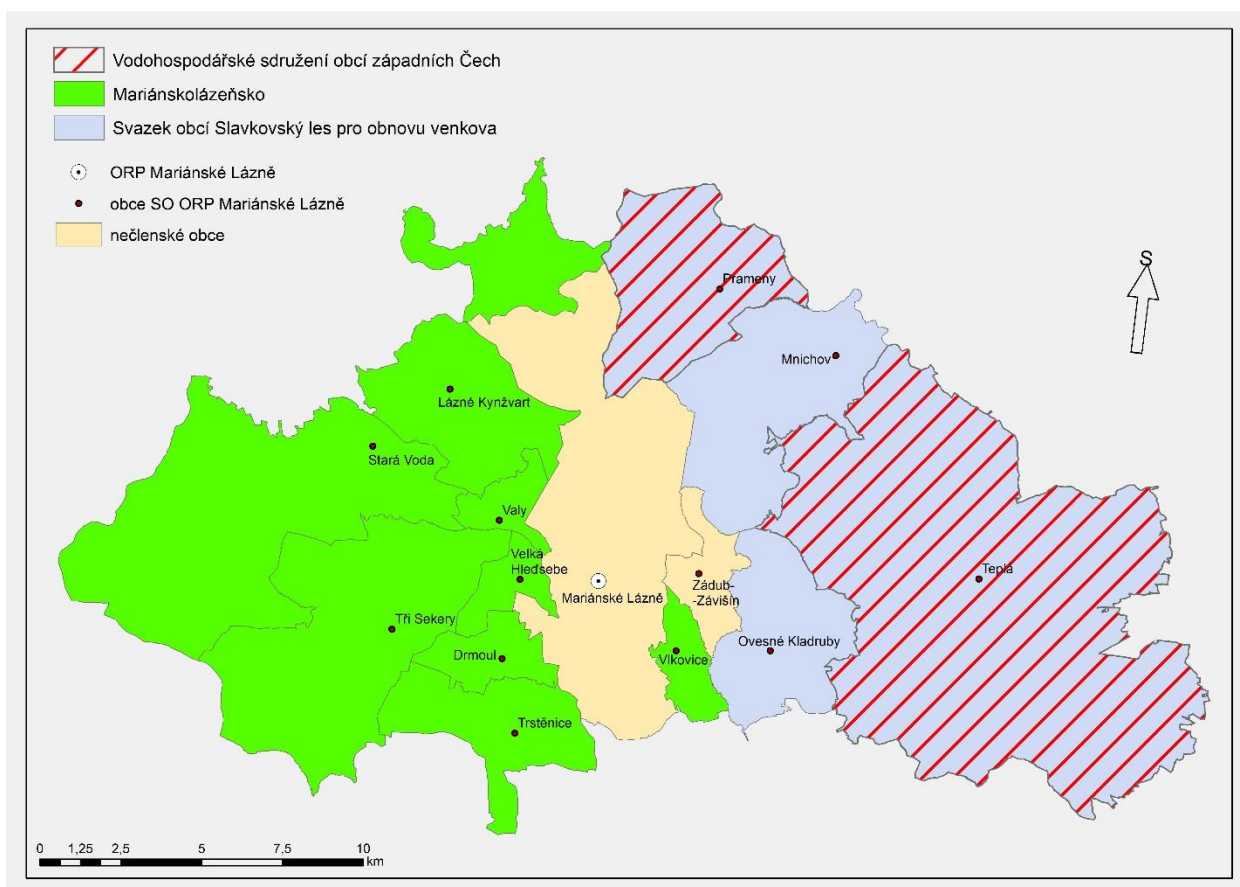 Vodohospodářské sdružení obcí západních Čech
Mariánskolázeňsko
Svazek obcí Slavkovský les pro obnovu venkova
ORP Mariánské Lázně
obce SO ORP Mariánské Lázně
nečlenské obce
S
Prameny
Mnichov
Lázně Kynžvart
Stará Voda
Valy
Velká
Hleďsebe
Mariánské Lázně
Zádub-
-Závišín
Teplá
Tři Sekery
Drmoul
Vlkovice
Ovesné Kladruby
Trstěnice
0 1,25 2,5 5 7,5 10
km